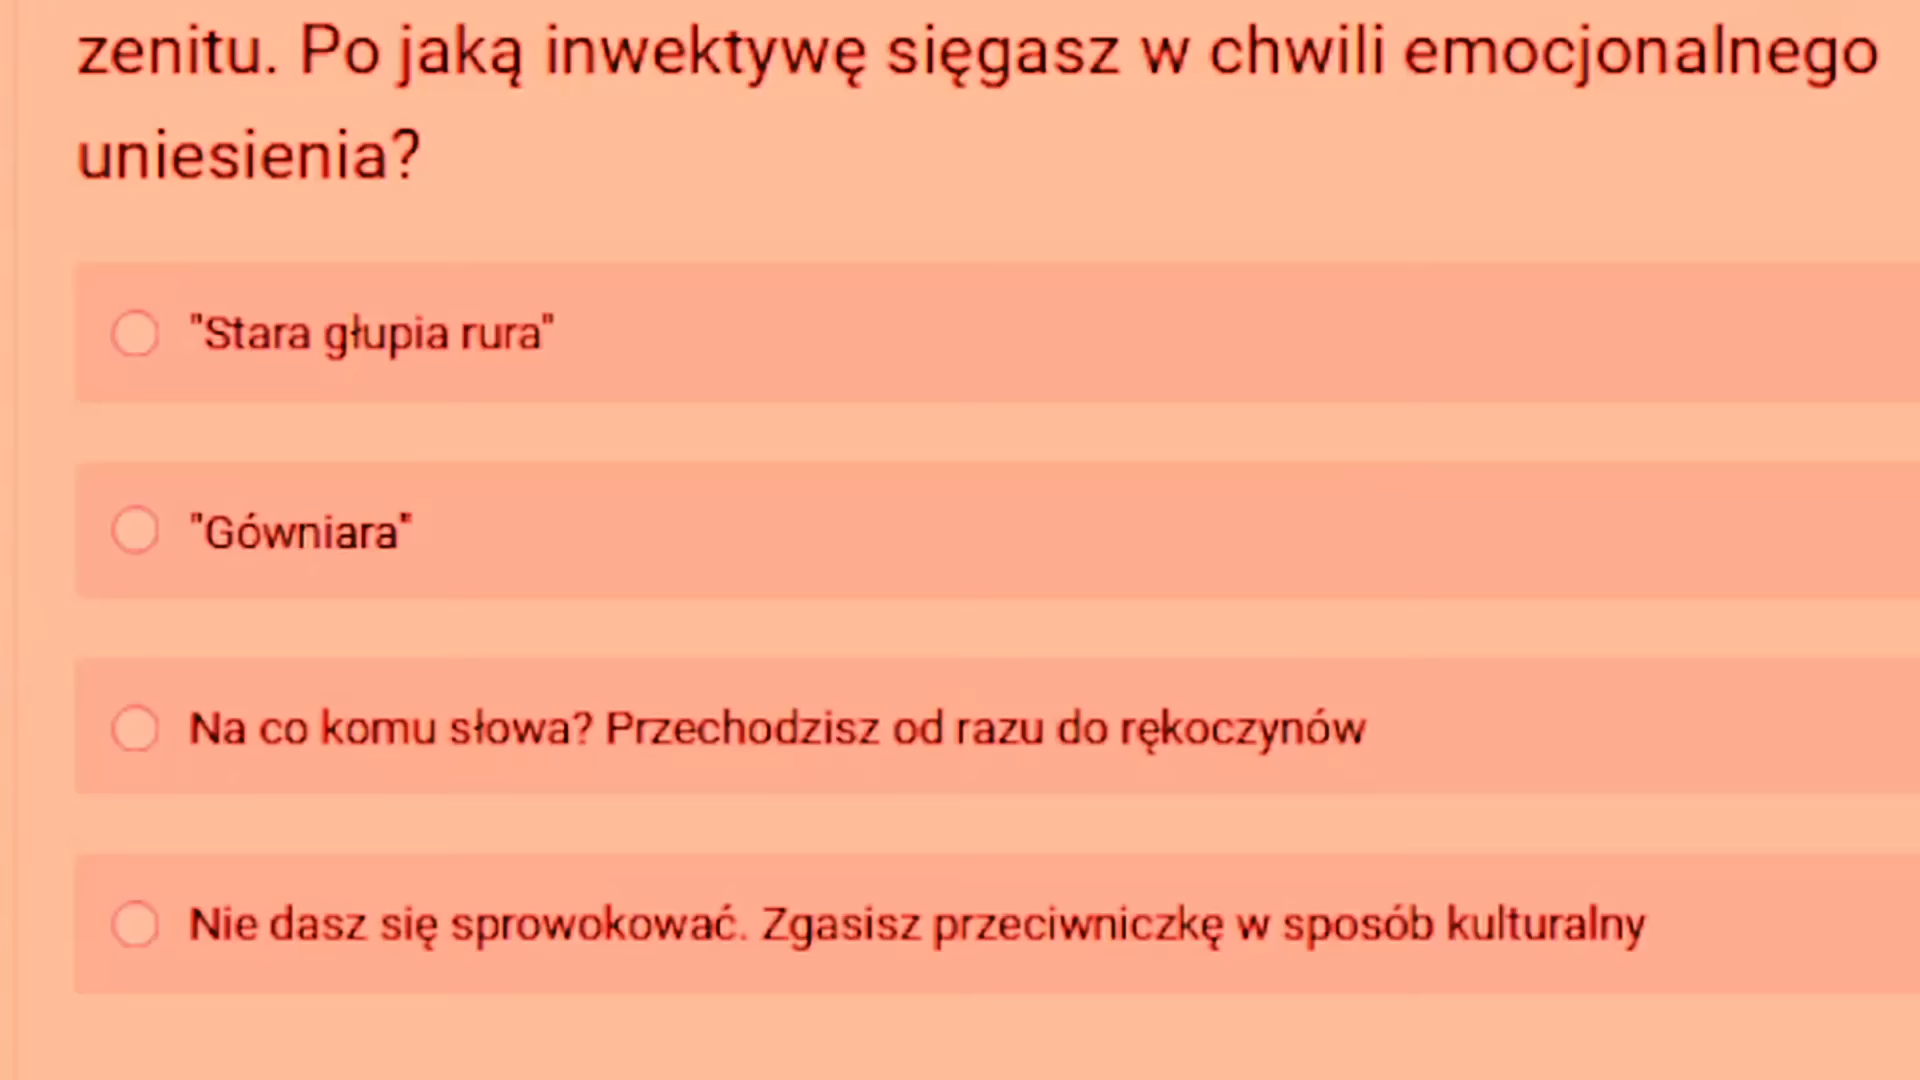 zenitu. Po jaką inwektywę sięgasz w chwili emocjonalnego
uniesienia?
"Stara głupia rura"
"Gówniara"
Na co komu słowa? Przechodzisz od razu do rękoczynów
Nie dasz się sprowokować. Zgasisz przeciwniczkę w sposób kulturalny